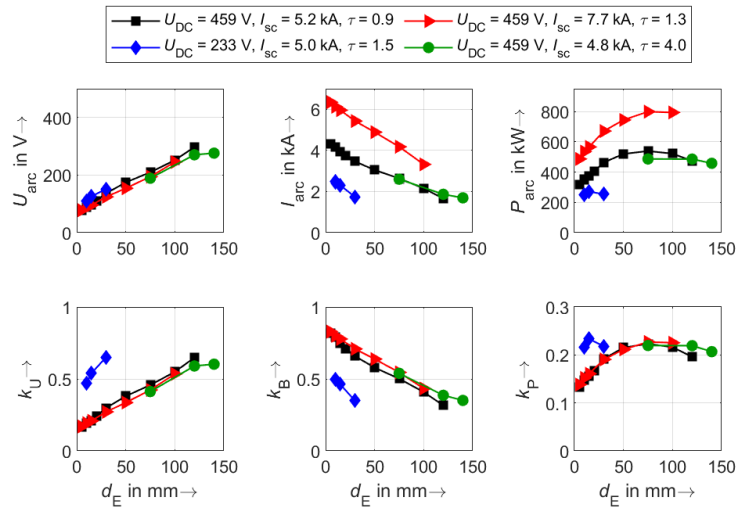 U_DC = 459 V, I_sc = 5.2 kA, τ = 0.9 U_DC = 459 V, I_sc = 7.7 kA, τ = 1.3
U_DC = 233 V, I_sc = 5.0 kA, τ = 1.5 U_DC = 459 V, I_sc = 4.8 kA, τ = 4.0
U_arc in V→
400
200
0
0 50 100 150
I_arc in kA→
6
4
2
0
0 50 100 150
P_arc in kW→
800
600
400
200
0
0 50 100 150
k_U→
1
0.5
0
0 50 100 150
d_E in mm→
k_B→
1
0.5
0
0 50 100 150
d_E in mm→
k_P→
0.3
0.2
0.1
0
0 50 100 150
d_E in mm→